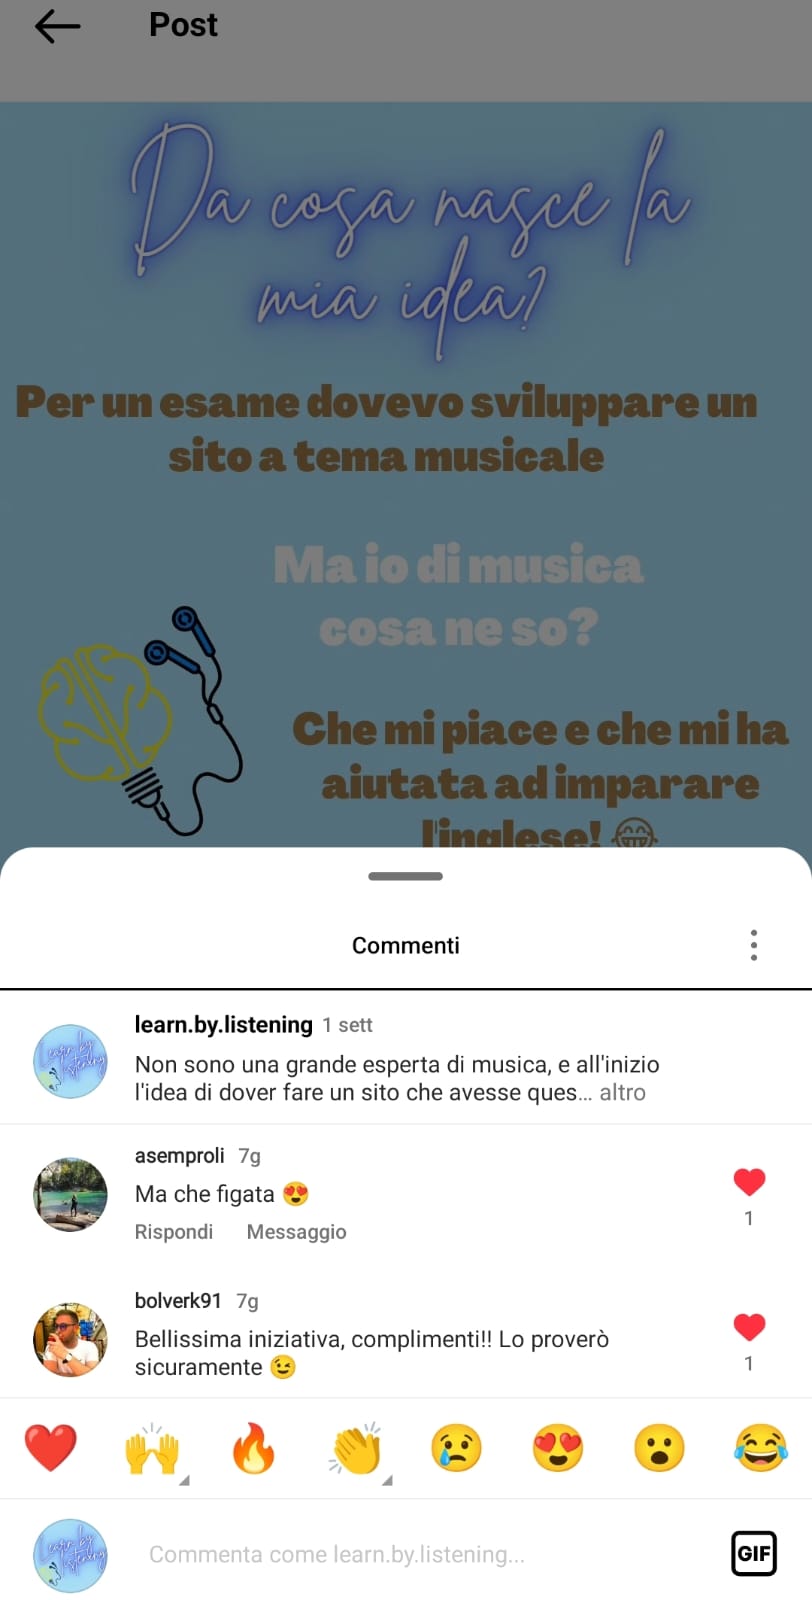 Post
Da cosa nasce la
mia idea?
Per un esame dovevo sviluppare un
sito a tema musicale
Ma io di musica
cosa ne so?
Che mi piace e che mi ha
aiutata ad imparare
l'inglese! 😂
Commenti
learn.by.listening 1 sett
Non sono una grande esperta di musica, e all'inizio
l'idea di dover fare un sito che avesse ques... altro
asemproli 7g
Ma che figata 😍
1
Rispondi Messaggio
bolverk91 7g
Bellissima iniziativa, complimenti!! Lo proverò
sicuramente 😉
1
❤️ 🙌 🔥 👏 😢 😍 😮 😂
Learn by
listening
Commenta come learn.by.listening...
GIF